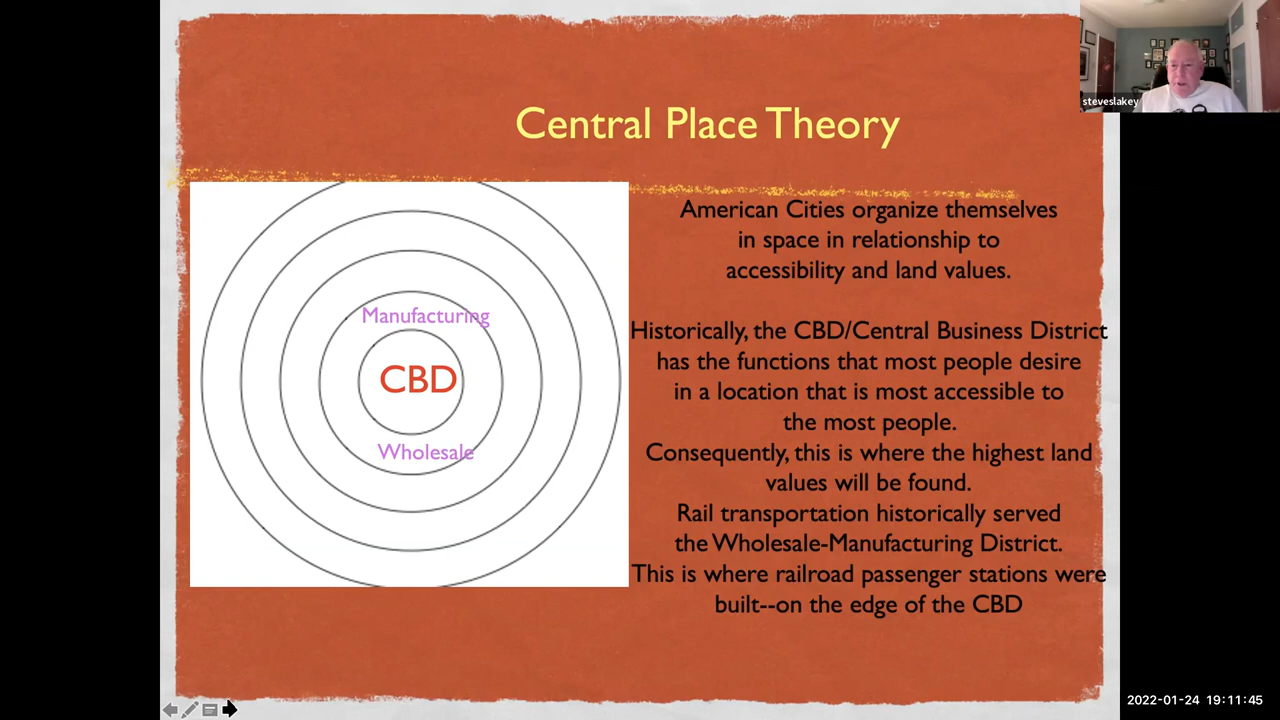 steveslakey
Central Place Theory
Manufacturing
CBD
Wholesale
American Cities organize themselves
in space in relationship to
accessibility and land values.
Historically, the CBD/Central Business District
has the functions that most people desire
in a location that is most accessible to
the most people.
Consequently, this is where the highest land
values will be found.
Rail transportation historically served
the Wholesale-Manufacturing District.
This is where railroad passenger stations were
built--on the edge of the CBD
2022-01-24 19:11:45